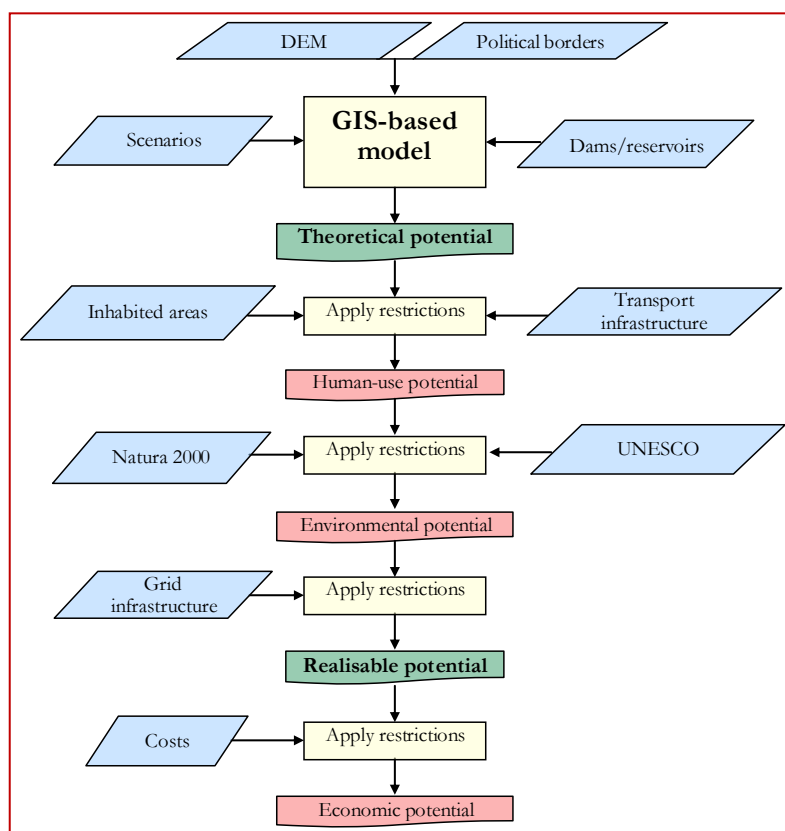 DEM
Political borders
Scenarios
GIS-based
model
Dams/reservoirs
Theoretical potential
Inhabited areas
Apply restrictions
Transport
infrastructure
Human-use potential
Natura 2000
Apply restrictions
UNESCO
Environmental potential
Grid
infrastructure
Apply restrictions
Realisable potential
Costs
Apply restrictions
Economic potential